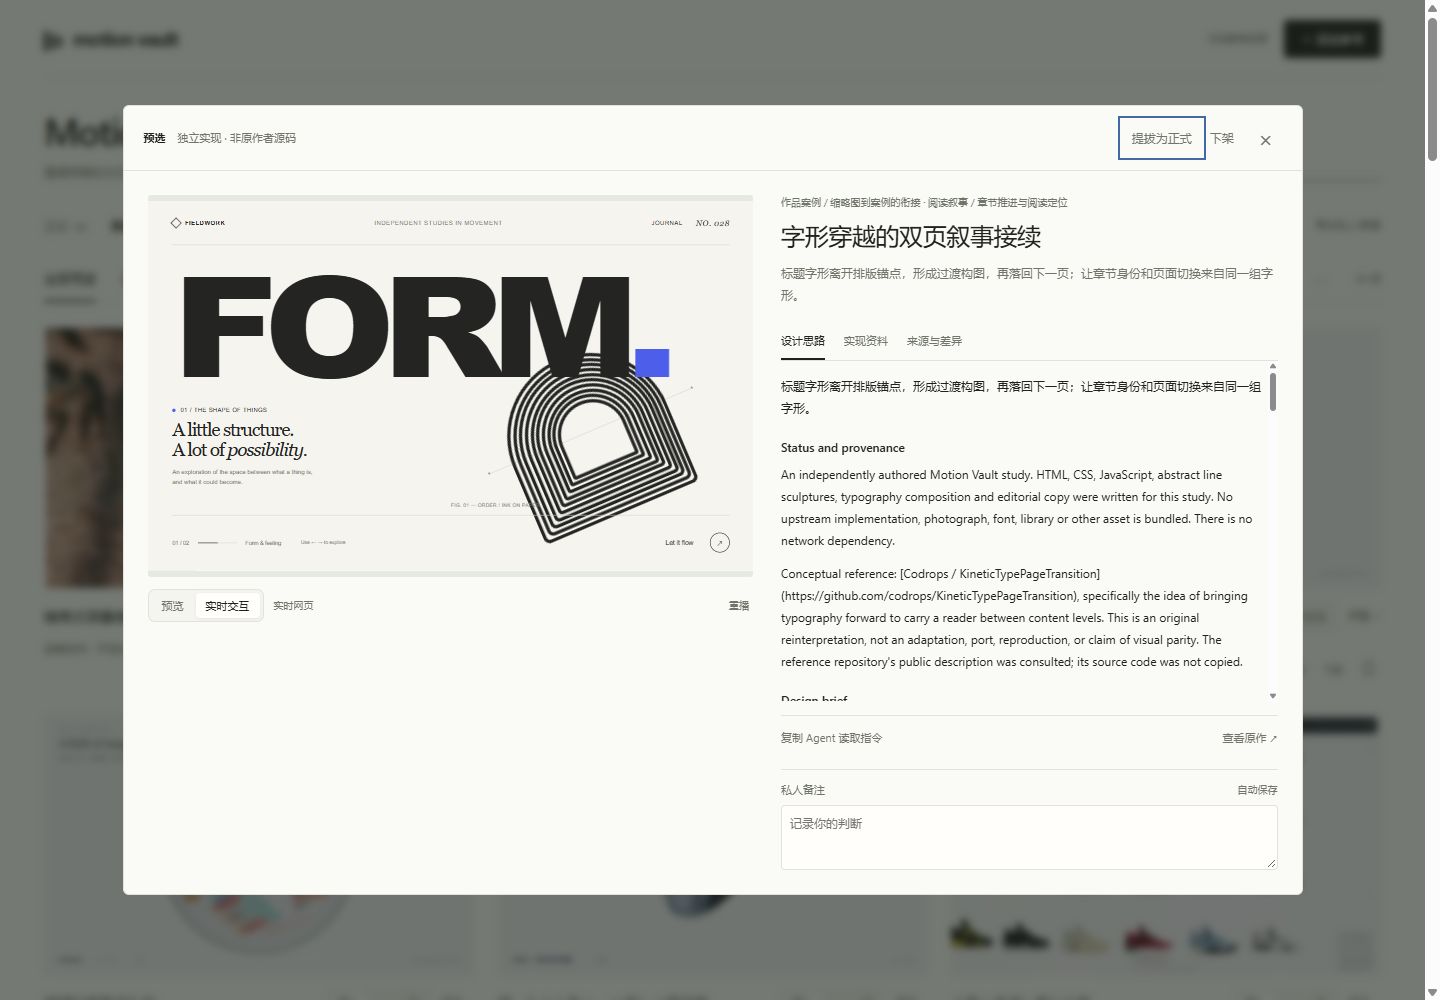 motion vault
预选 独立实现 · 非原作者源码
提拔为正式 下架 ×
FIELDWORK INDEPENDENT STUDIES IN MOVEMENT JOURNAL NO. 028
FORM.
01 / THE SHAPE OF THINGS
A little structure.
A lot of possibility.
An exploration of the space between what a thing is,
and what it could become.
FIG. 01 — ORDER / INK ON
01 / 02 Form & feeling Use ← → to explore Let it flow ↗
预览 实时交互 实时网页 重播
作品案例 / 缩略图到案例的衔接 · 阅读叙事 / 章节推进与阅读定位
字形穿越的双页叙事接续
标题字形离开排版锚点，形成过渡构图，再落回下一页；让章节身份和页面切换来自同一组字
形。
设计思路 实现资料 来源与差异
标题字形离开排版锚点，形成过渡构图，再落回下一页；让章节身份和页面切换来自同一组
字形。
Status and provenance
An independently authored Motion Vault study. HTML, CSS, JavaScript, abstract line
sculptures, typography composition and editorial copy were written for this study. No
upstream implementation, photograph, font, library or other asset is bundled. There is no
network dependency.
Conceptual reference: [Codrops / KineticTypePageTransition]
(https://github.com/codrops/KineticTypePageTransition), specifically the idea of bringing
typography forward to carry a reader between content levels. This is an original
reinterpretation, not an adaptation, port, reproduction, or claim of visual parity. The
reference repository's public description was consulted; its source code was not copied.
Design brief
复制 Agent 读取指令 查看原作 ↗
私人备注 自动保存
记录你的判断